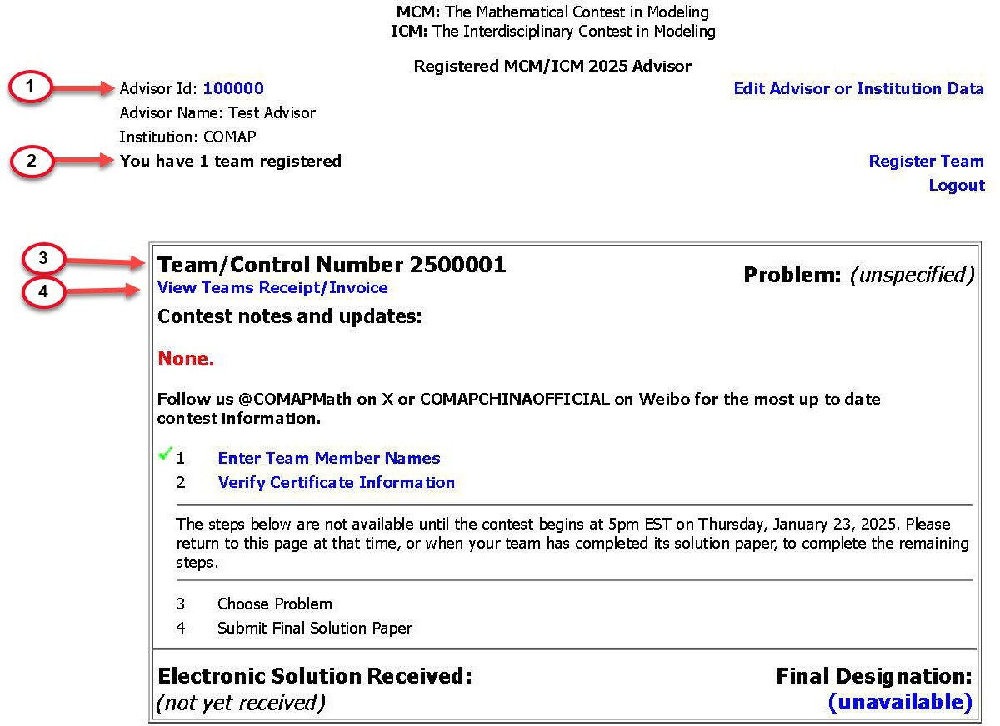 MCM: The Mathematical Contest in Modeling
ICM: The Interdisciplinary Contest in Modeling
Registered MCM/ICM 2025 Advisor
1
Advisor Id: 100000
Edit Advisor or Institution Data
Advisor Name: Test Advisor
Institution: COMAP
2
You have 1 team registered
Register Team
Logout
3
Team/Control Number 2500001
Problem: (unspecified)
4
View Teams Receipt/Invoice
Contest notes and updates:
None.
Follow us @COMAPMath on X or COMAPCHINAOFFICIAL on Weibo for the most up to date
contest information.
1 Enter Team Member Names
2 Verify Certificate Information
The steps below are not available until the contest begins at 5pm EST on Thursday, January 23, 2025. Please
return to this page at that time, or when your team has completed its solution paper, to complete the remaining
steps.
3 Choose Problem
4 Submit Final Solution Paper
Electronic Solution Received:
(not yet received)
Final Designation:
(unavailable)